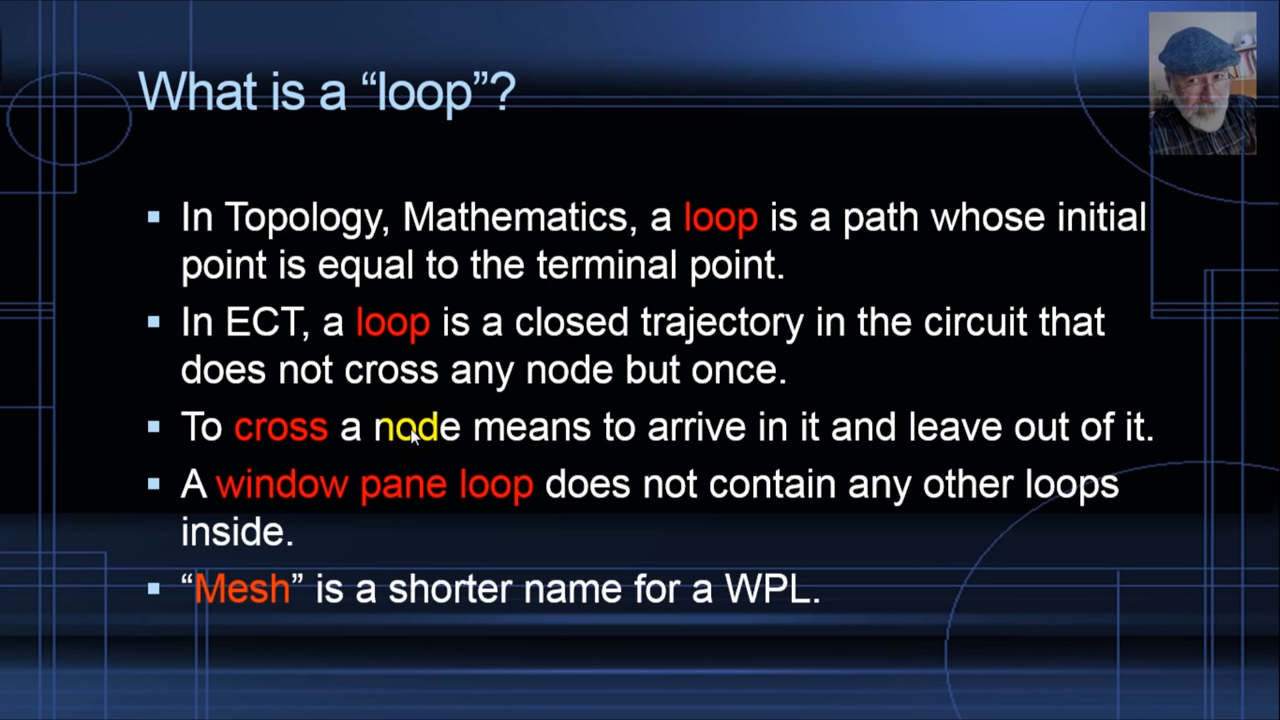 What is a “loop”?
In Topology, Mathematics, a loop is a path whose initial
point is equal to the terminal point.
In ECT, a loop is a closed trajectory in the circuit that
does not cross any node but once.
To cross a node means to arrive in it and leave out of it.
A window pane loop does not contain any other loops
inside.
“Mesh” is a shorter name for a WPL.